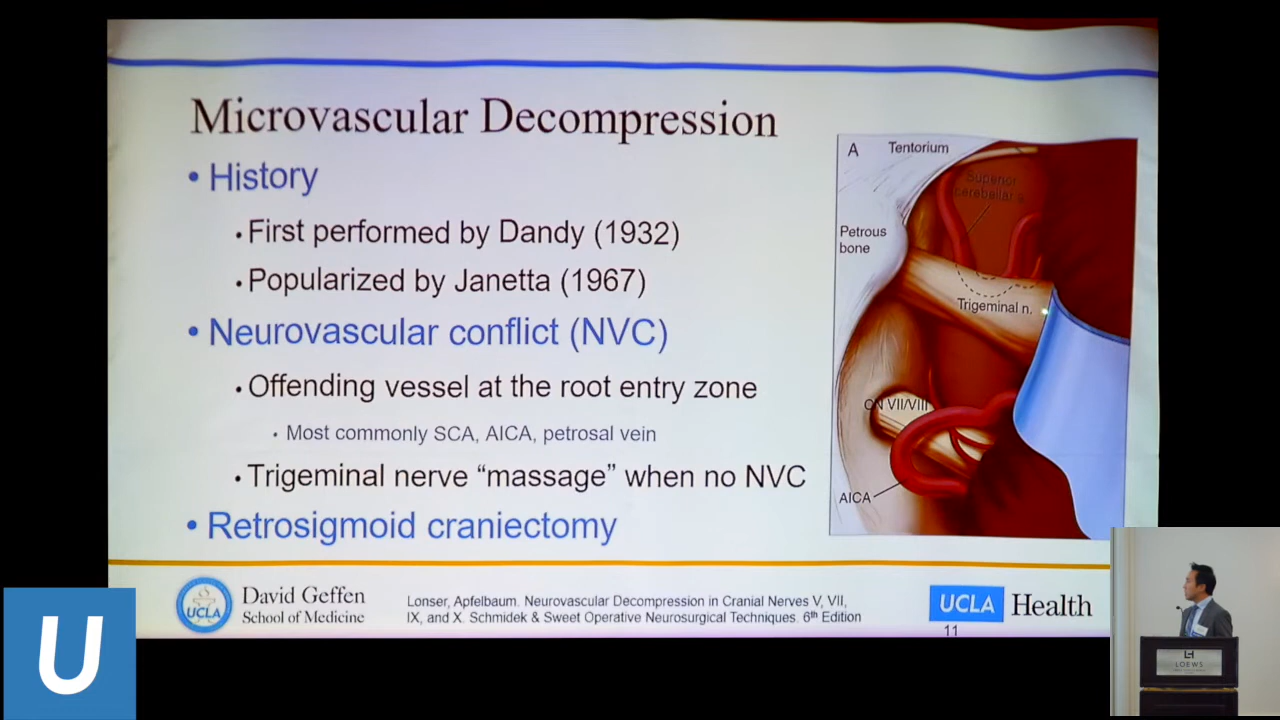 Microvascular Decompression
• History
• First performed by Dandy (1932)
• Popularized by Janetta (1967)
• Neurovascular conflict (NVC)
• Offending vessel at the root entry zone
• Most commonly SCA, AICA, petrosal vein
• Trigeminal nerve “massage” when no NVC
• Retrosigmoid craniectomy
A
Tentorium
Superior
cerebellar a.
Petrous
bone
Trigeminal n.
CN VII/VIII
AICA
UCLA
David Geffen
School of Medicine
Lonser, Apfelbaum. Neurovascular Decompression in Cranial Nerves V, VII,
IX, and X. Schmidek & Sweet Operative Neurosurgical Techniques. 6th Edition
UCLA Health
11
U
L
LOEWS